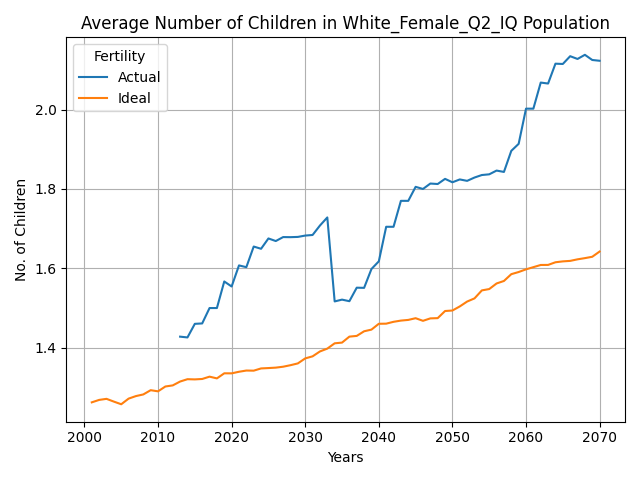 Average Number of Children in White_Female_Q2_IQ Population
Fertility
Actual
Ideal
No. of Children
2.0
1.8
1.6
1.4
2000 2010 2020 2030 2040 2050 2060 2070
Years